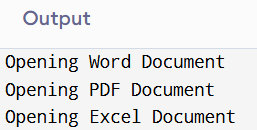 Output
Opening Word Document
Opening PDF Document
Opening Excel Document